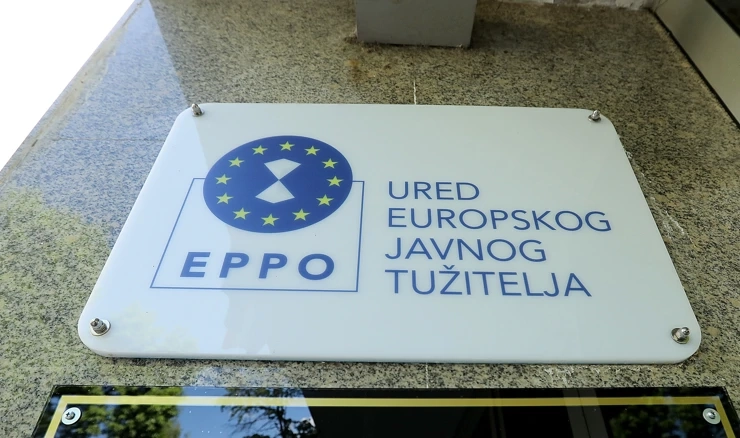 EPPO
URED
EUROPSKOG
JAVNOG
TUŽITELJA